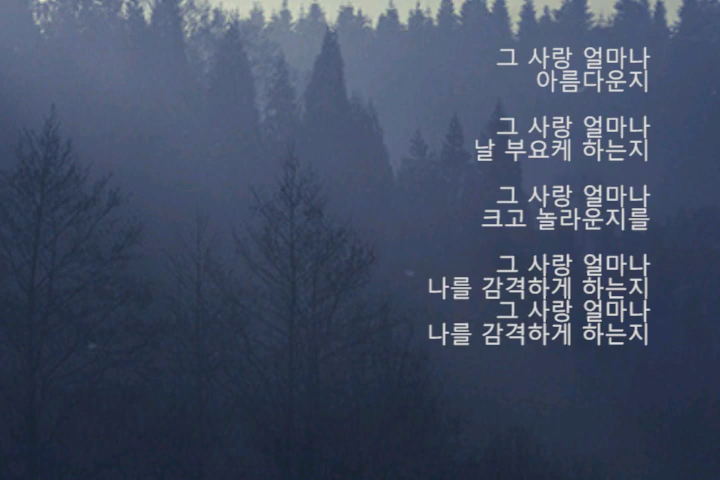 그 사랑 얼마나
아름다운지
그 사랑 얼마나
날 부요케 하는지
그 사랑 얼마나
크고 놀라운지를
그 사랑 얼마나
나를 감격하게 하는지
그 사랑 얼마나
나를 감격하게 하는지